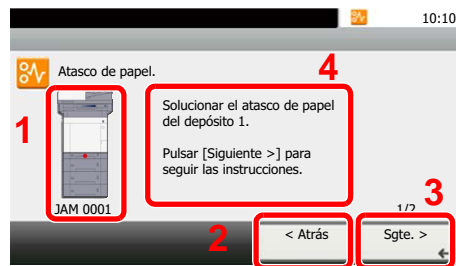 10:10
Atasco de papel.
4
Solucionar el atasco de papel
del depósito 1.
Pulsar [Siguiente >] para
seguir las instrucciones.
1
JAM 0001
3
1/2
2
< Atrás
Sgte. >